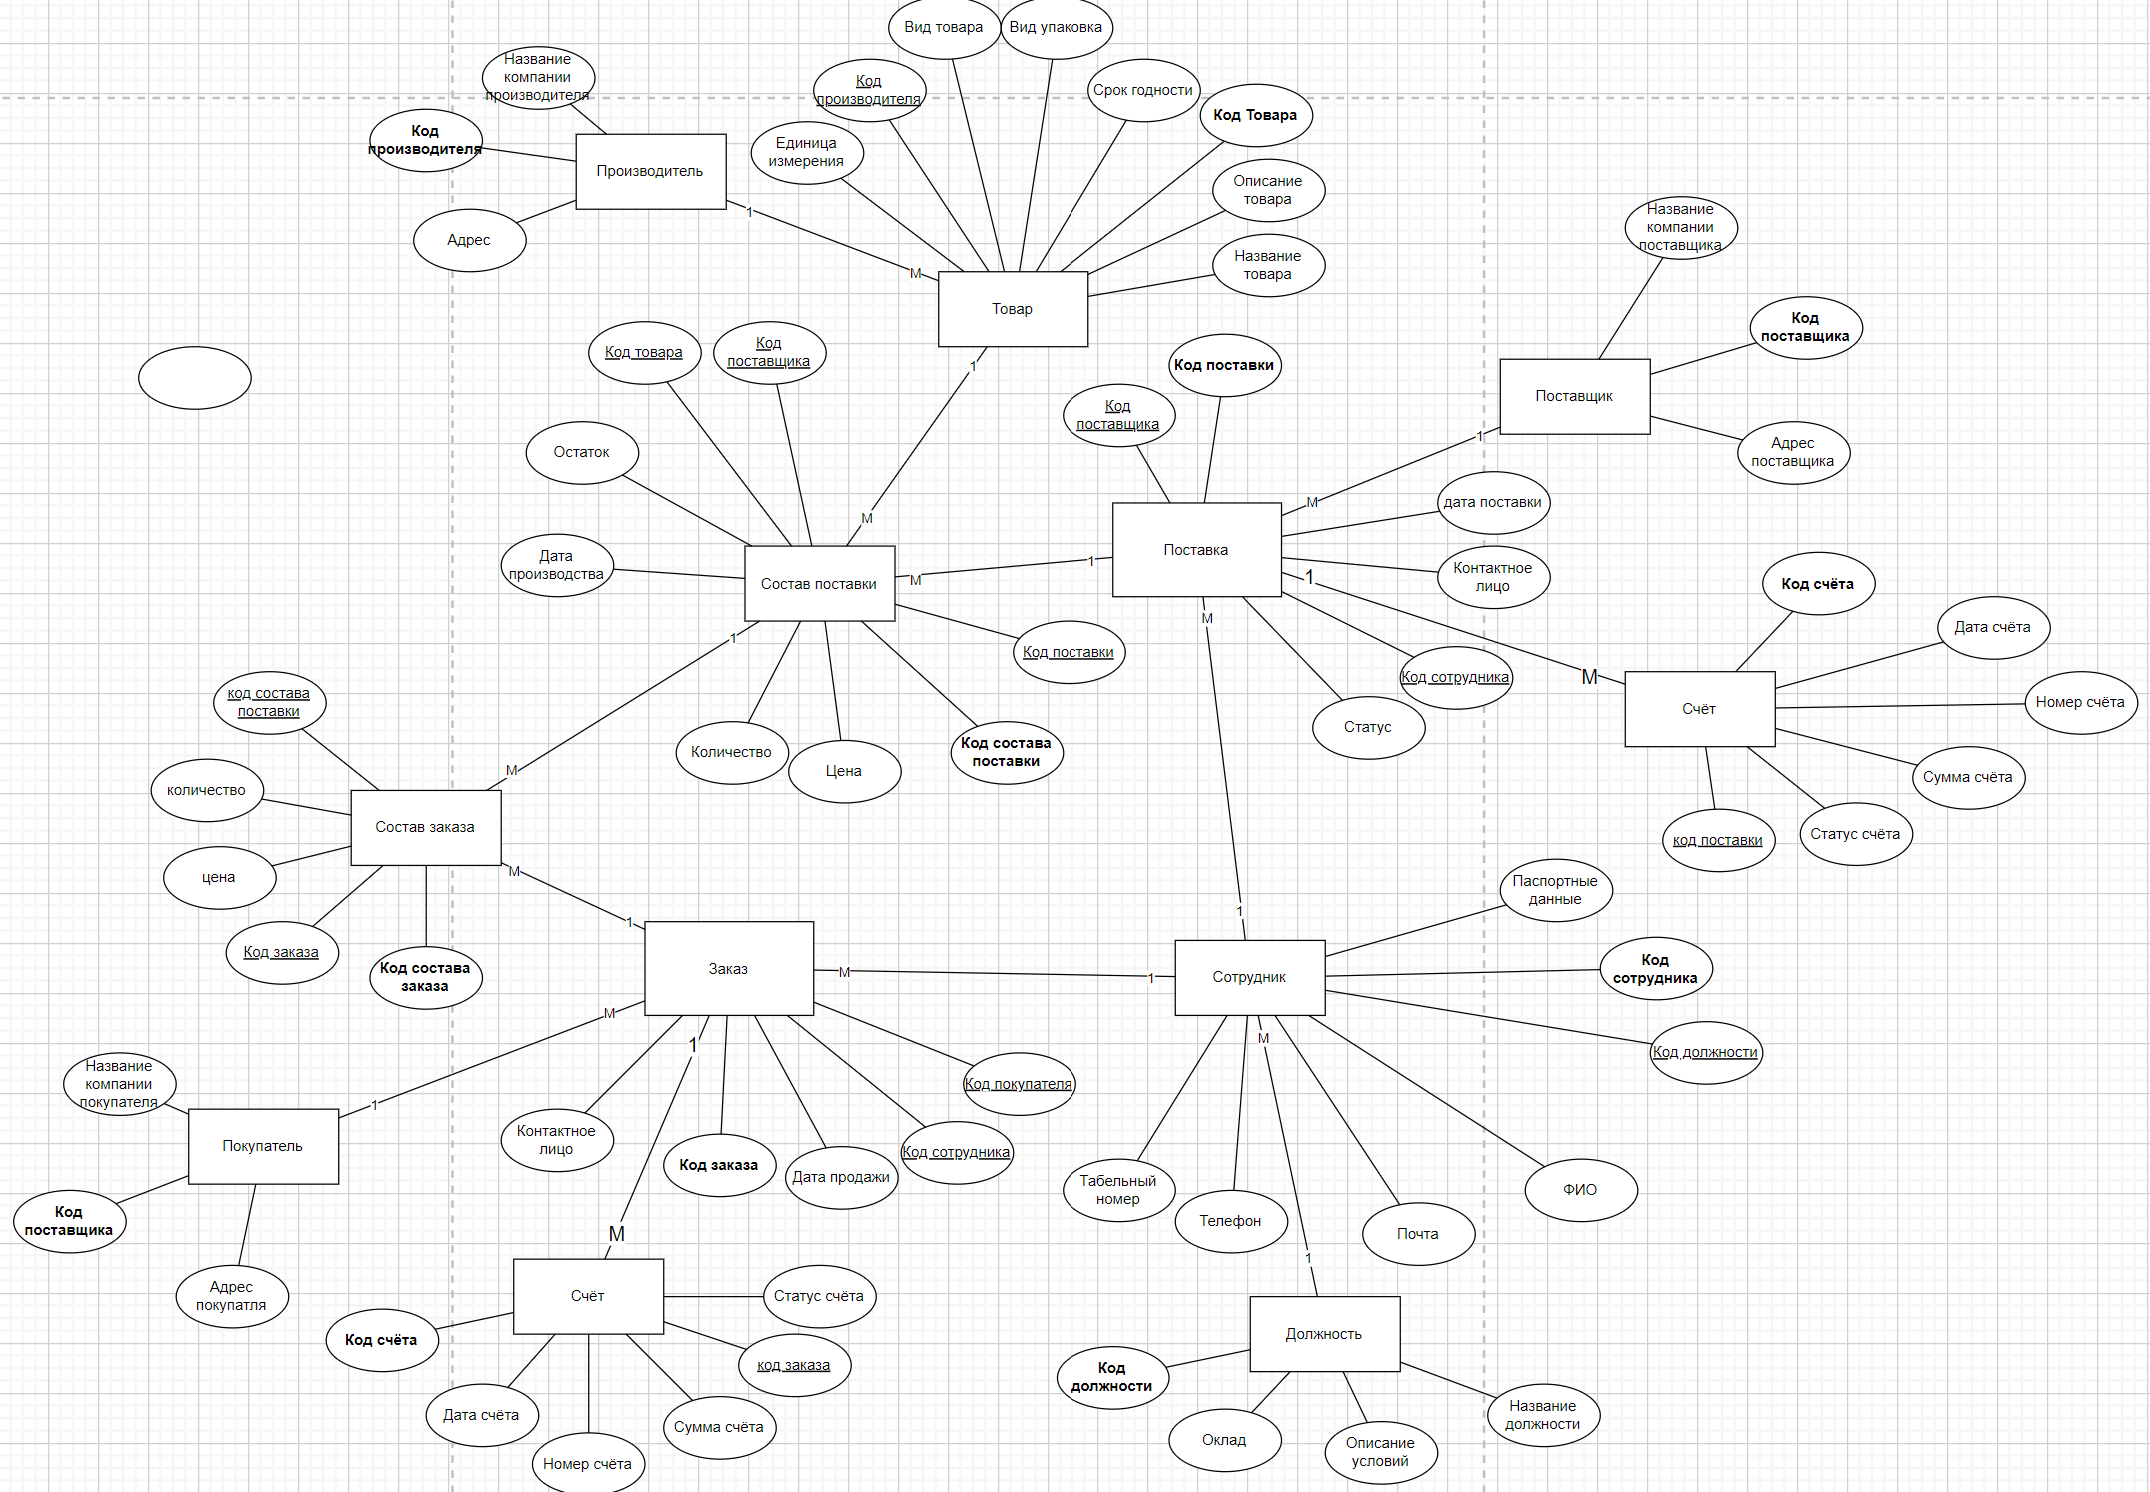 Вид товара
Вид упаковка
Название
компании
производителя
Код
производителя
Срок годности
Код Товара
Код
производителя
Единица
измерения
Производитель
Описание
товара
Название
компании
поставщика
1
Адрес
Название
товара
М
Товар
Код
поставщика
Код товара
Код
поставщика
1
Код поставки
Поставщик
Код
поставщика
1
Адрес
поставщика
Остаток
М
дата поставки
М
Поставка
Дата
производства
Состав поставки
М
1
Контактное
лицо
1
Код счёта
М
Дата счёта
1
Код поставки
Код сотрудника
М
код состава
поставки
Статус
Счёт
Номер счёта
Количество
Цена
Код состава
поставки
М
Сумма счёта
количество
Состав заказа
код поставки
Статус счёта
М
цена
Паспортные
данные
1
1
Код заказа
Код состава
заказа
Заказ
М
1
Сотрудник
Код
сотрудника
М
1
М
Код должности
Название
компании
покупателя
Код покупателя
1
Покупатель
Контактное
лицо
Код заказа
Дата продажи
Код сотрудника
Табельный
номер
Телефон
Почта
ФИО
Код
поставщика
М
1
Адрес
покупатля
Счёт
Статус счёта
Код счёта
код заказа
Должность
Код
должности
Дата счёта
Сумма счёта
Номер счёта
Оклад
Описание
условий
Название
должности